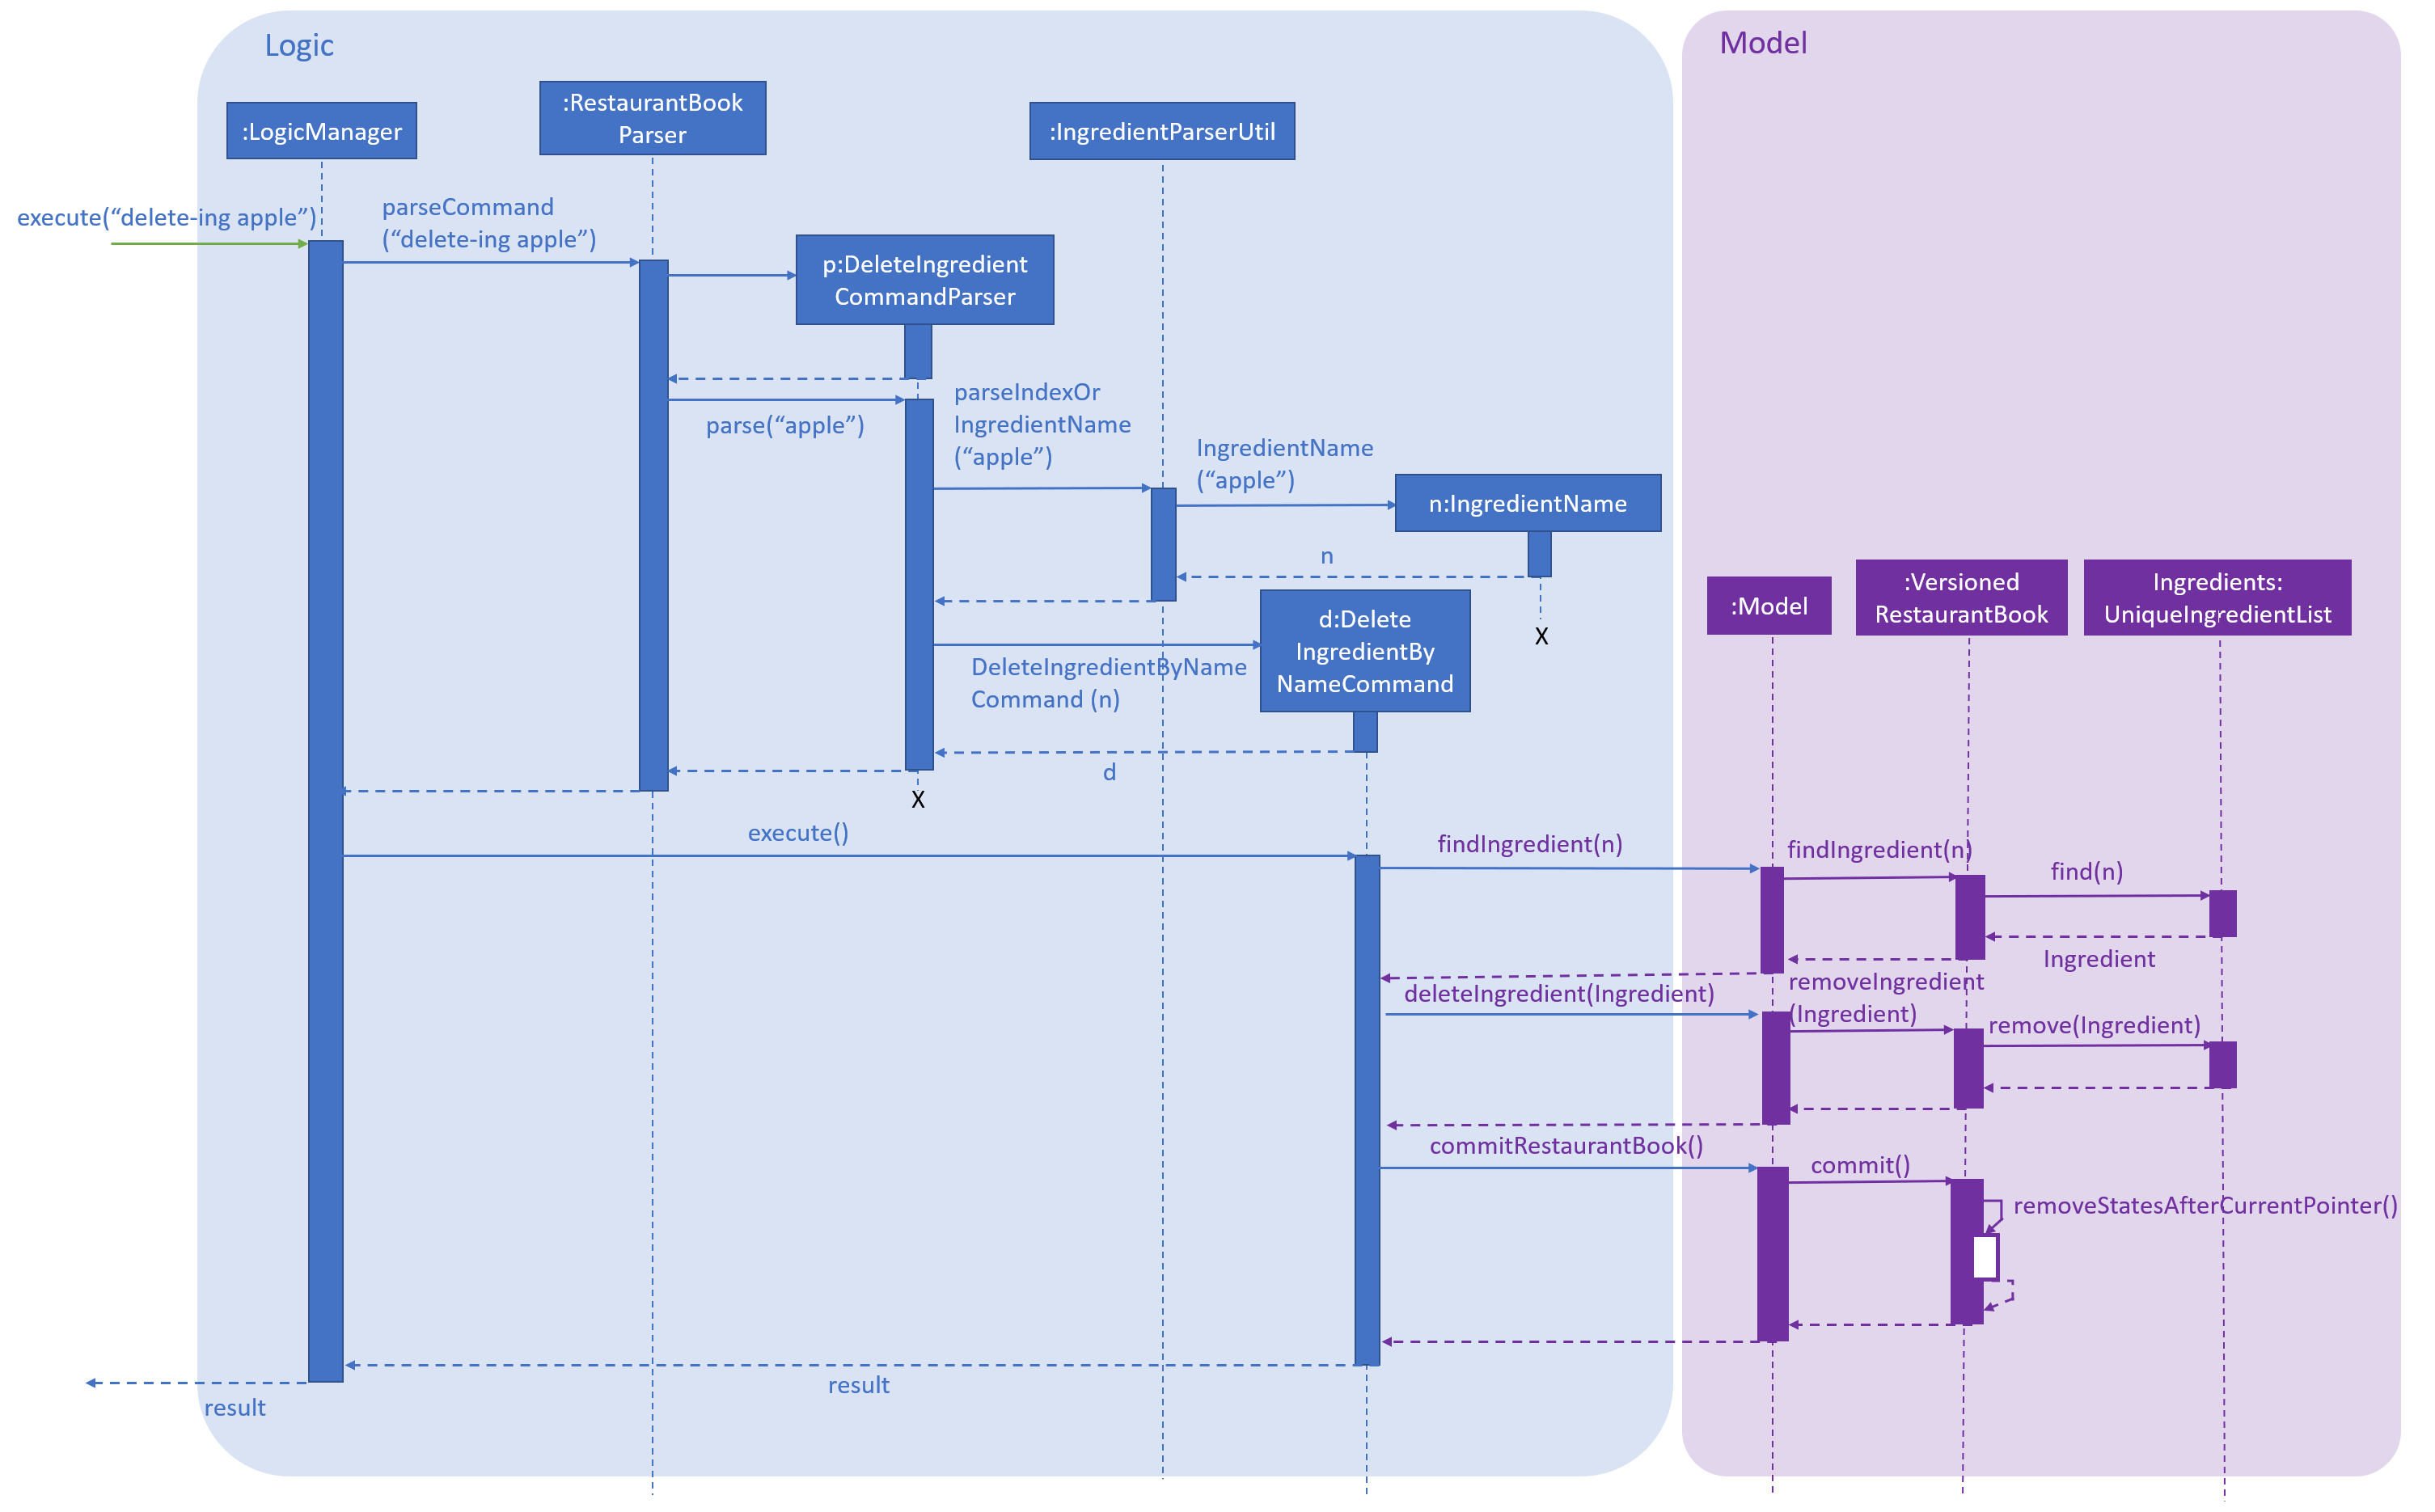 Logic
Model
:LogicManager
:RestaurantBook
Parser
:IngredientParserUtil
execute(“delete-ing apple”)
parseCommand
(“delete-ing apple”)
p:DeleteIngredient
CommandParser
parse(“apple”)
parseIndexOr
IngredientName
(“apple”)
IngredientName
(“apple”)
n:IngredientName
n
X
d:Delete
IngredientBy
NameCommand
DeleteIngredientByName
Command (n)
d
X
:Model
:Versioned
RestaurantBook
Ingredients:
UniqueIngredientList
execute()
findIngredient(n)
findIngredient(n)
find(n)
Ingredient
deleteIngredient(Ingredient)
removeIngredient
(Ingredient)
remove(Ingredient)
commitRestaurantBook()
commit()
removeStatesAfterCurrentPointer()
result
result